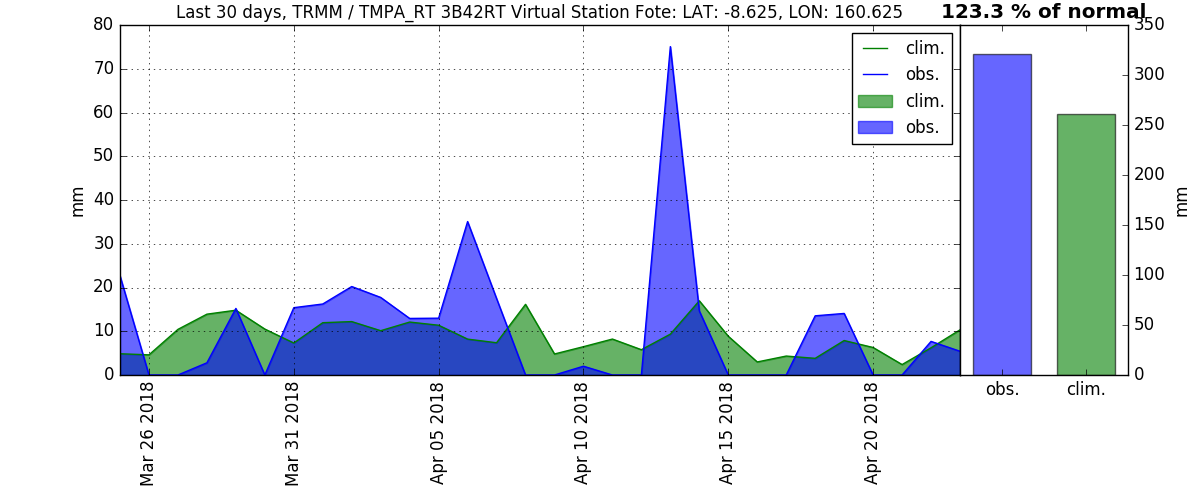 Last 30 days, TRMM / TMPA_RT 3B42RT Virtual Station Fote: LAT: -8.625, LON: 160.625
123.3 % of normal
80
70
60
50
40
30
20
10
0
mm
clim.
obs.
clim.
obs.
350
300
250
200
150
100
50
0
mm
obs.
clim.
Mar 26 2018
Mar 31 2018
Apr 05 2018
Apr 10 2018
Apr 15 2018
Apr 20 2018